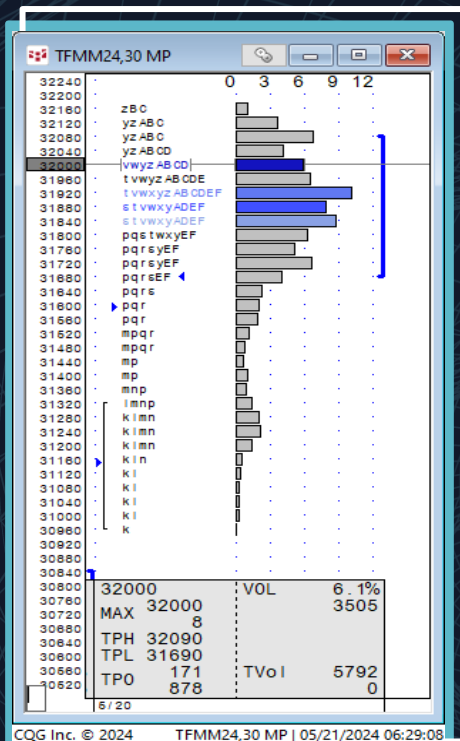 TFMM24,30 MP
0 3 6 9 12
32240
32200
32160 zBC
32120 yzABC
32080 yzABC
32040 yzABCD
32000 vwyzABCD
31960 tvwyzABCDE
31920 tvwxyzABCDEF
31880 stvwxyADEF
31840 stvwxyADEF
31800 pqstwxyEF
31760 pqrsyEF
31720 pqrsyEF
31680 pqrsEF
31640 pqrs
31600 pqr
31560 pqr
31520 mpqr
31480 mpqr
31440 mp
31400 mp
31360 mnp
31320 lmnp
31280 klmn
31240 klmn
31200 klmn
31160 kln
31120 kl
31080 kl
31040 kl
31000 kl
30960 k
30920
30880
30840
30800
30760
30720
30680
30640
30600
30560
30520
32000 VOL 6.1%
MAX 32000 3505
8
TPH 32090
TPL 31690
TPO 171 TVol 5792
878 0
5/20
CQG Inc. © 2024 TFMM24,30 MP | 05/21/2024 06:29:08